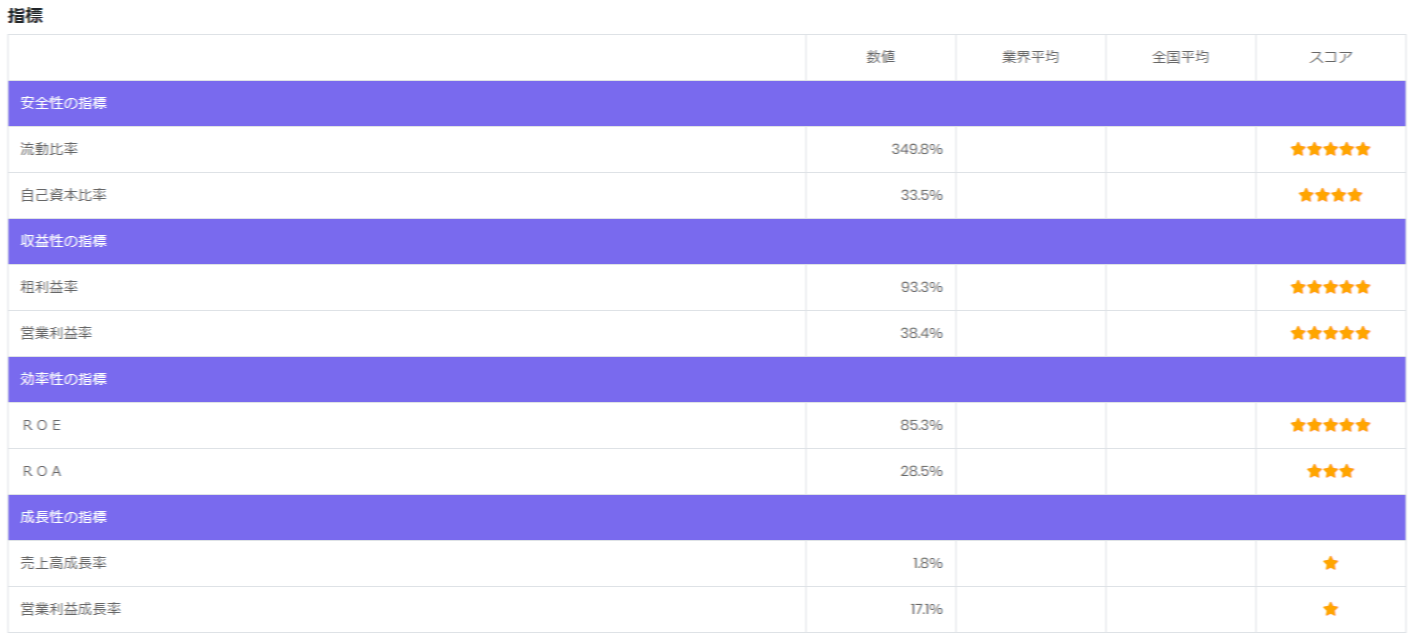 指標
数値 業界平均 全国平均 スコア
安全性の指標
流動比率 349.8% ★★★★★
自己資本比率 33.5% ★★★★
収益性の指標
粗利益率 93.3% ★★★★★
営業利益率 38.4% ★★★★★
効率性の指標
ＲＯＥ 85.3% ★★★★★
ＲＯＡ 28.5% ★★★
成長性の指標
売上高成長率 1.8% ★
営業利益成長率 17.1% ★